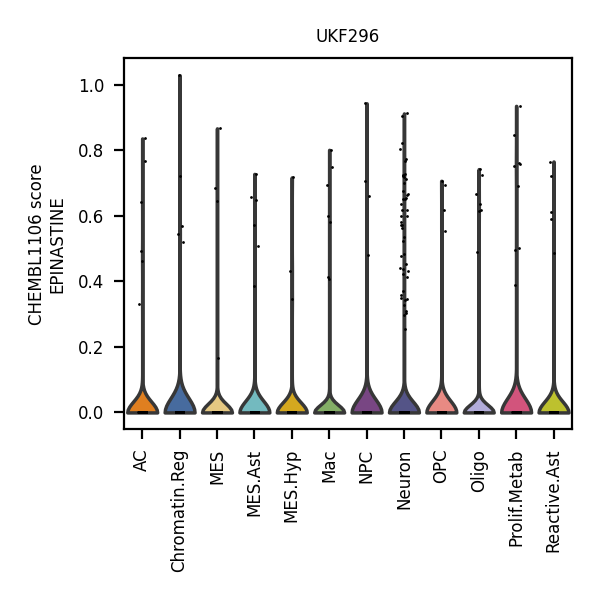 UKF296
CHEMBL1106 score
EPINASTINE
1.0
0.8
0.6
0.4
0.2
0.0
AC
Chromatin.Reg
MES
MES.Ast
MES.Hyp
Mac
NPC
Neuron
OPC
Oligo
Prolif.Metab
Reactive.Ast